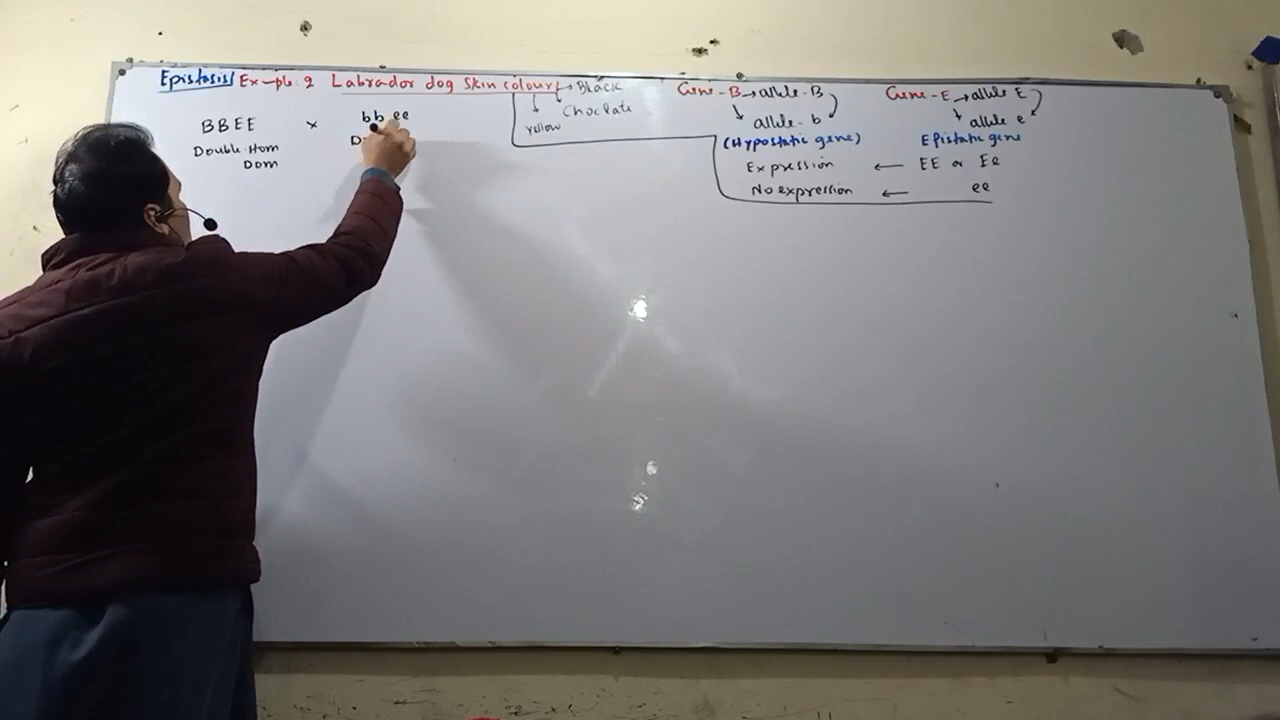 Epistasis/ Ex-ple: 2 Labrador dog skin colour → Black
Choclate
Yellow
BBEE × bb ee
Double Hom
Dom
D
Gene-B → allele-B
allele-b
(Hypostatic gene)
Expression ← EE or Ee
No expression ← ee
Gene-E → allele E
allele e
Epistatic gene